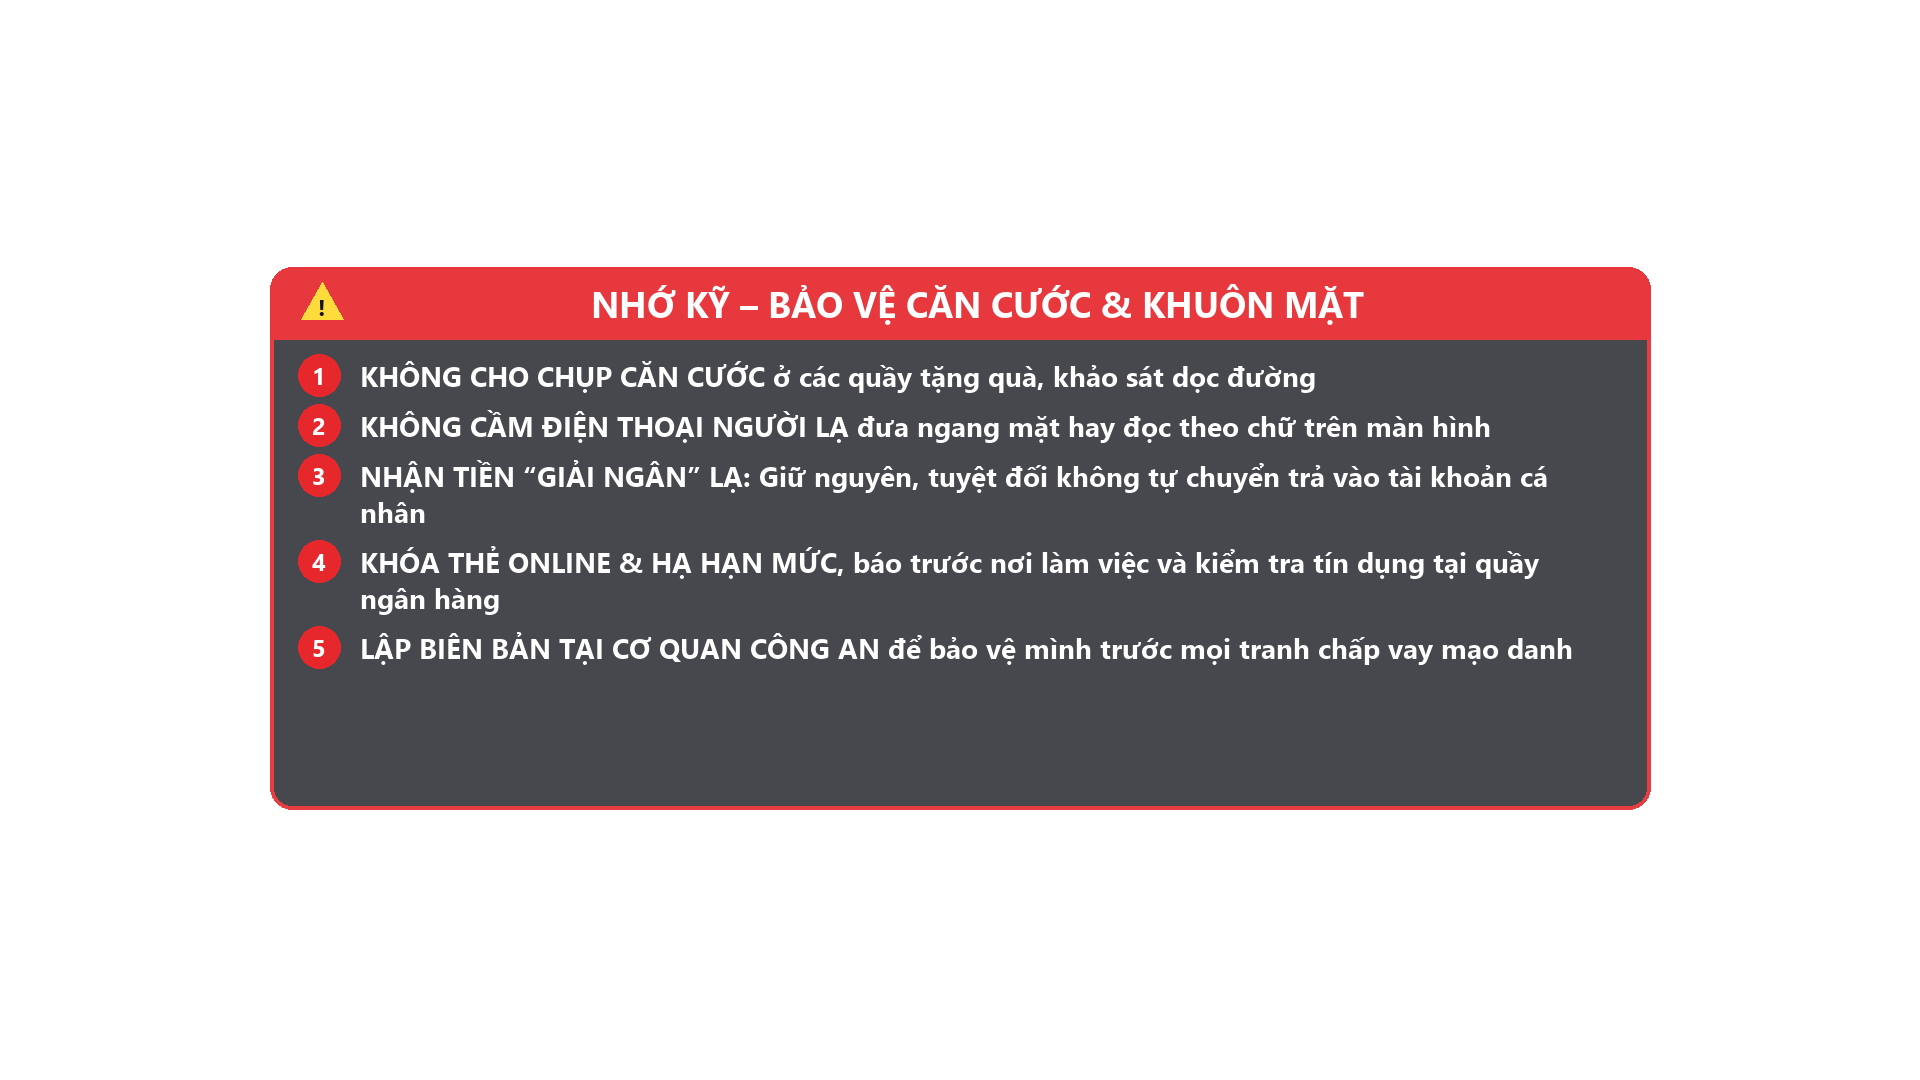 NHỚ KỸ – BẢO VỆ CĂN CƯỚC & KHUÔN MẶT
1 KHÔNG CHO CHỤP CĂN CƯỚC ở các quầy tặng quà, khảo sát dọc đường
2 KHÔNG CẦM ĐIỆN THOẠI NGƯỜI LẠ đưa ngang mặt hay đọc theo chữ trên màn hình
3 NHẬN TIỀN “GIẢI NGÂN” LẠ: Giữ nguyên, tuyệt đối không tự chuyển trả vào tài khoản cá
nhân
4 KHÓA THẺ ONLINE & HẠ HẠN MỨC, báo trước nơi làm việc và kiểm tra tín dụng tại quầy
ngân hàng
5 LẬP BIÊN BẢN TẠI CƠ QUAN CÔNG AN để bảo vệ mình trước mọi tranh chấp vay mạo danh